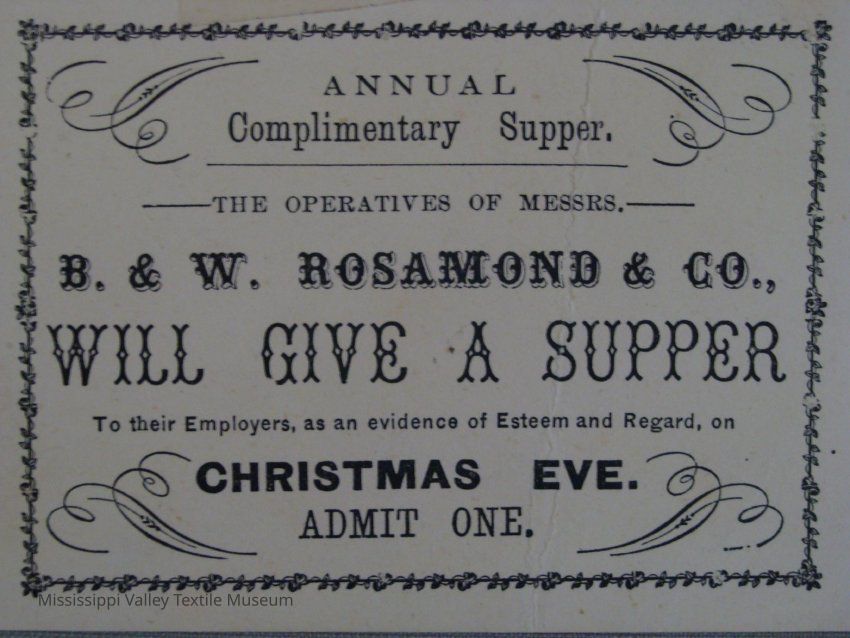 ANNUAL
Complimentary Supper.
THE OPERATIVES OF MESSRS.
B. & W. ROSAMOND & CO.,
WILL GIVE A SUPPER
To their Employers, as an evidence of Esteem and Regard, on
CHRISTMAS EVE.
ADMIT ONE.
Mississippi Valley Textile Museum